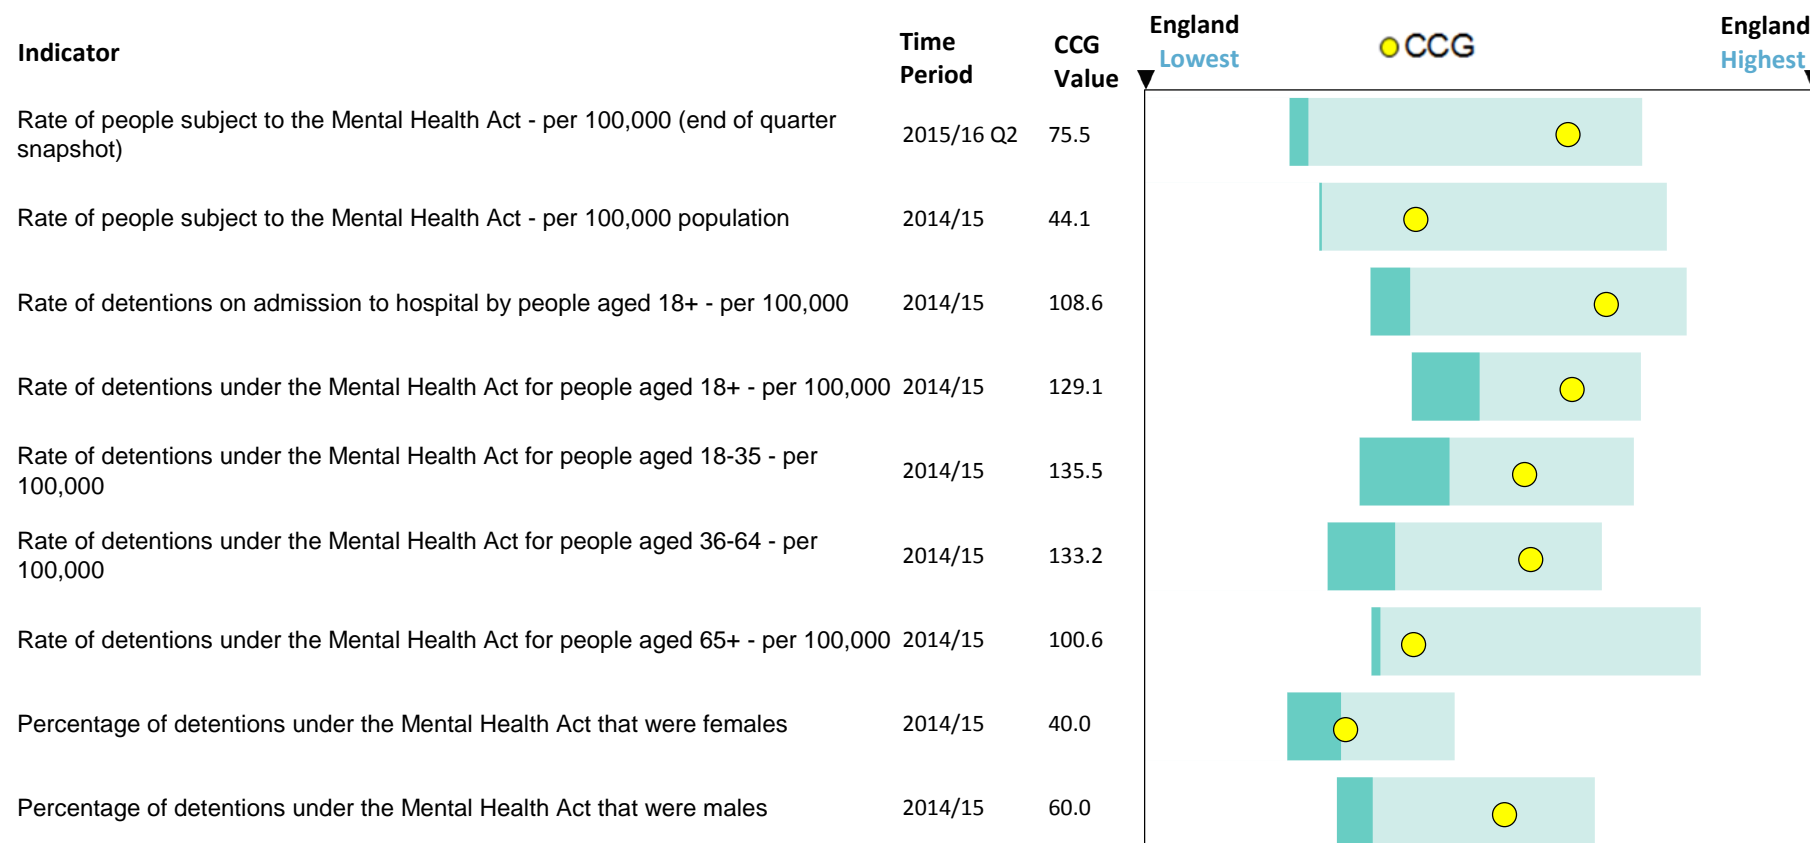 Indicator
Time
Period
CCG
Value
England
Lowest
CCG
England
Highest
Rate of people subject to the Mental Health Act - per 100,000 (end of quarter
snapshot)
2015/16 Q2
75.5
Rate of people subject to the Mental Health Act - per 100,000 population
2014/15
44.1
Rate of detentions on admission to hospital by people aged 18+ - per 100,000
2014/15
108.6
Rate of detentions under the Mental Health Act for people aged 18+ - per 100,000
2014/15
129.1
Rate of detentions under the Mental Health Act for people aged 18-35 - per
100,000
2014/15
135.5
Rate of detentions under the Mental Health Act for people aged 36-64 - per
100,000
2014/15
133.2
Rate of detentions under the Mental Health Act for people aged 65+ - per 100,000
2014/15
100.6
Percentage of detentions under the Mental Health Act that were females
2014/15
40.0
Percentage of detentions under the Mental Health Act that were males
2014/15
60.0